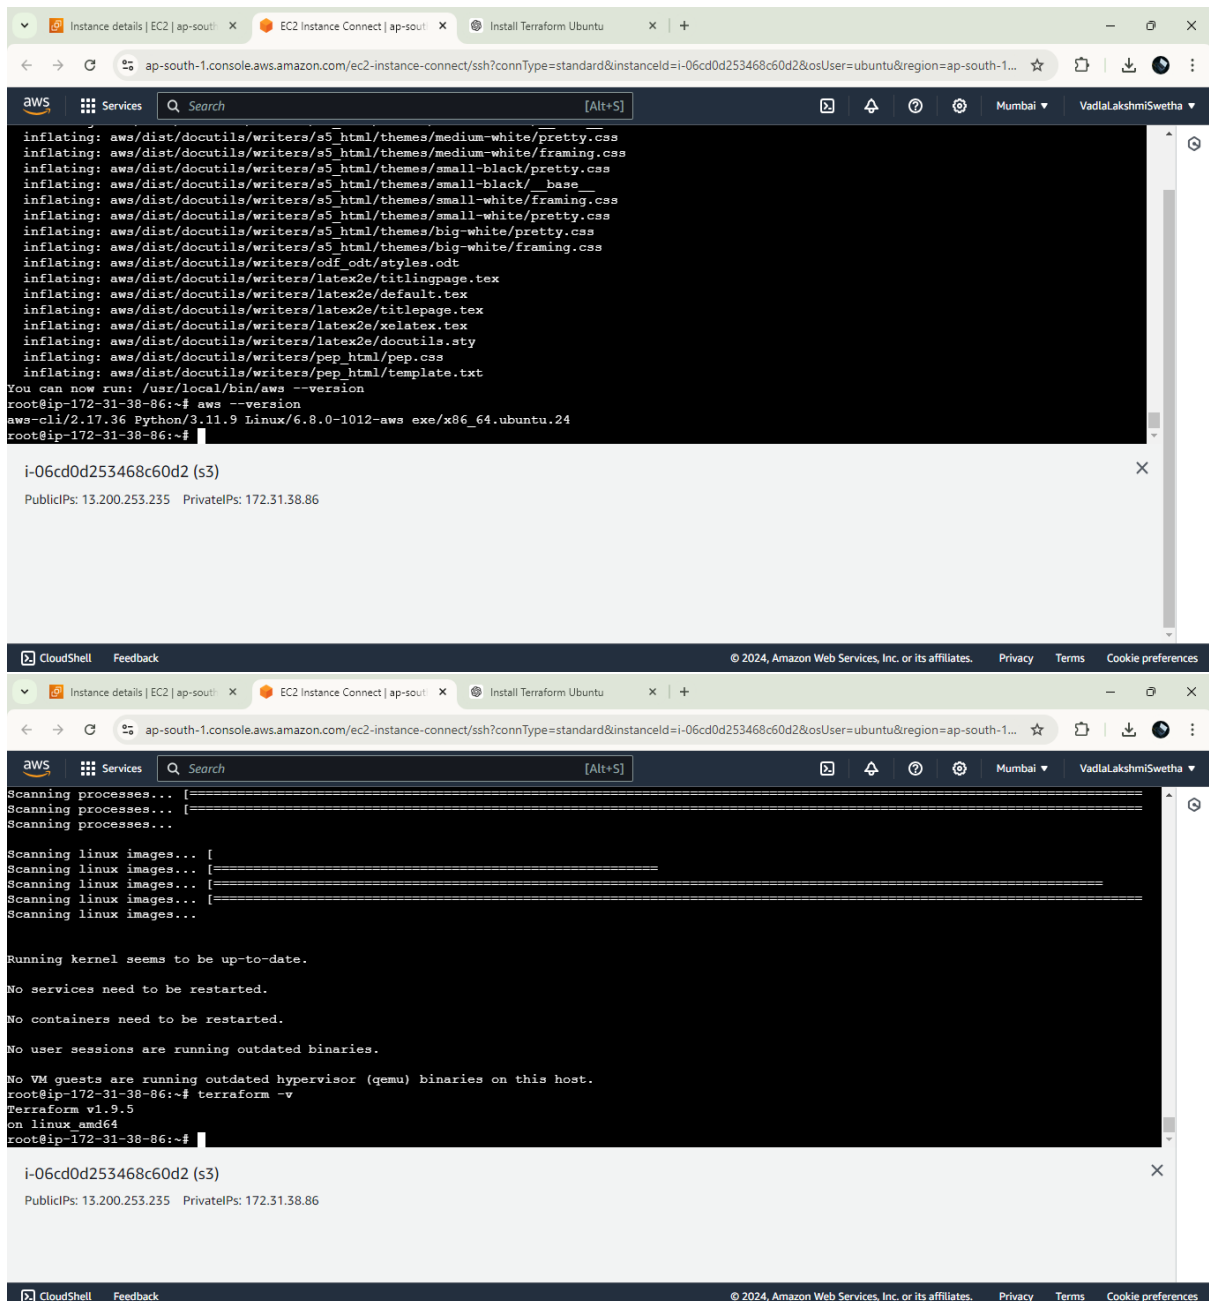 Instance details | EC2 | ap-south
EC2 Instance Connect | ap-sout
Install Terraform Ubuntu
ap-south-1.console.aws.amazon.com/ec2-instance-connect/ssh?connType=standard&instanceId=i-06cd0d253468c60d2&osUser=ubuntu&region=ap-south-1...
aws Services Search [Alt+S] Mumbai ▼ VadlaLakshmiSwetha ▼
inflating: aws/dist/docutils/writers/s5_html/themes/medium-white/pretty.css
inflating: aws/dist/docutils/writers/s5_html/themes/medium-white/framing.css
inflating: aws/dist/docutils/writers/s5_html/themes/small-black/pretty.css
inflating: aws/dist/docutils/writers/s5_html/themes/small-black/__base__
inflating: aws/dist/docutils/writers/s5_html/themes/small-white/framing.css
inflating: aws/dist/docutils/writers/s5_html/themes/small-white/pretty.css
inflating: aws/dist/docutils/writers/s5_html/themes/big-white/pretty.css
inflating: aws/dist/docutils/writers/s5_html/themes/big-white/framing.css
inflating: aws/dist/docutils/writers/odf_odt/styles.odt
inflating: aws/dist/docutils/writers/latex2e/titlingpage.tex
inflating: aws/dist/docutils/writers/latex2e/default.tex
inflating: aws/dist/docutils/writers/latex2e/titlepage.tex
inflating: aws/dist/docutils/writers/latex2e/xelatex.tex
inflating: aws/dist/docutils/writers/latex2e/docutils.sty
inflating: aws/dist/docutils/writers/pep_html/pep.css
inflating: aws/dist/docutils/writers/pep_html/template.txt
You can now run: /usr/local/bin/aws --version
root@ip-172-31-38-86:~# aws --version
aws-cli/2.17.36 Python/3.11.9 Linux/6.8.0-1012-aws exe/x86_64.ubuntu.24
root@ip-172-31-38-86:~#
i-06cd0d253468c60d2 (s3)
PublicIPs: 13.200.253.235 PrivateIPs: 172.31.38.86
CloudShell Feedback © 2024, Amazon Web Services, Inc. or its affiliates. Privacy Terms Cookie preferences
Instance details | EC2 | ap-south
EC2 Instance Connect | ap-sout
Install Terraform Ubuntu
ap-south-1.console.aws.amazon.com/ec2-instance-connect/ssh?connType=standard&instanceId=i-06cd0d253468c60d2&osUser=ubuntu&region=ap-south-1...
aws Services Search [Alt+S] Mumbai ▼ VadlaLakshmiSwetha ▼
Scanning processes... [=====================================================
Scanning processes... [=====================================================
Scanning processes...
Scanning linux images... [
Scanning linux images... [=========================
Scanning linux images... [==================================================
Scanning linux images... [=====================================================
Scanning linux images...
Running kernel seems to be up-to-date.
No services need to be restarted.
No containers need to be restarted.
No user sessions are running outdated binaries.
No VM guests are running outdated hypervisor (qemu) binaries on this host.
root@ip-172-31-38-86:~# terraform -v
Terraform v1.9.5
on linux_amd64
root@ip-172-31-38-86:~#
i-06cd0d253468c60d2 (s3)
PublicIPs: 13.200.253.235 PrivateIPs: 172.31.38.86
CloudShell Feedback © 2024, Amazon Web Services, Inc. or its affiliates. Privacy Terms Cookie preferences